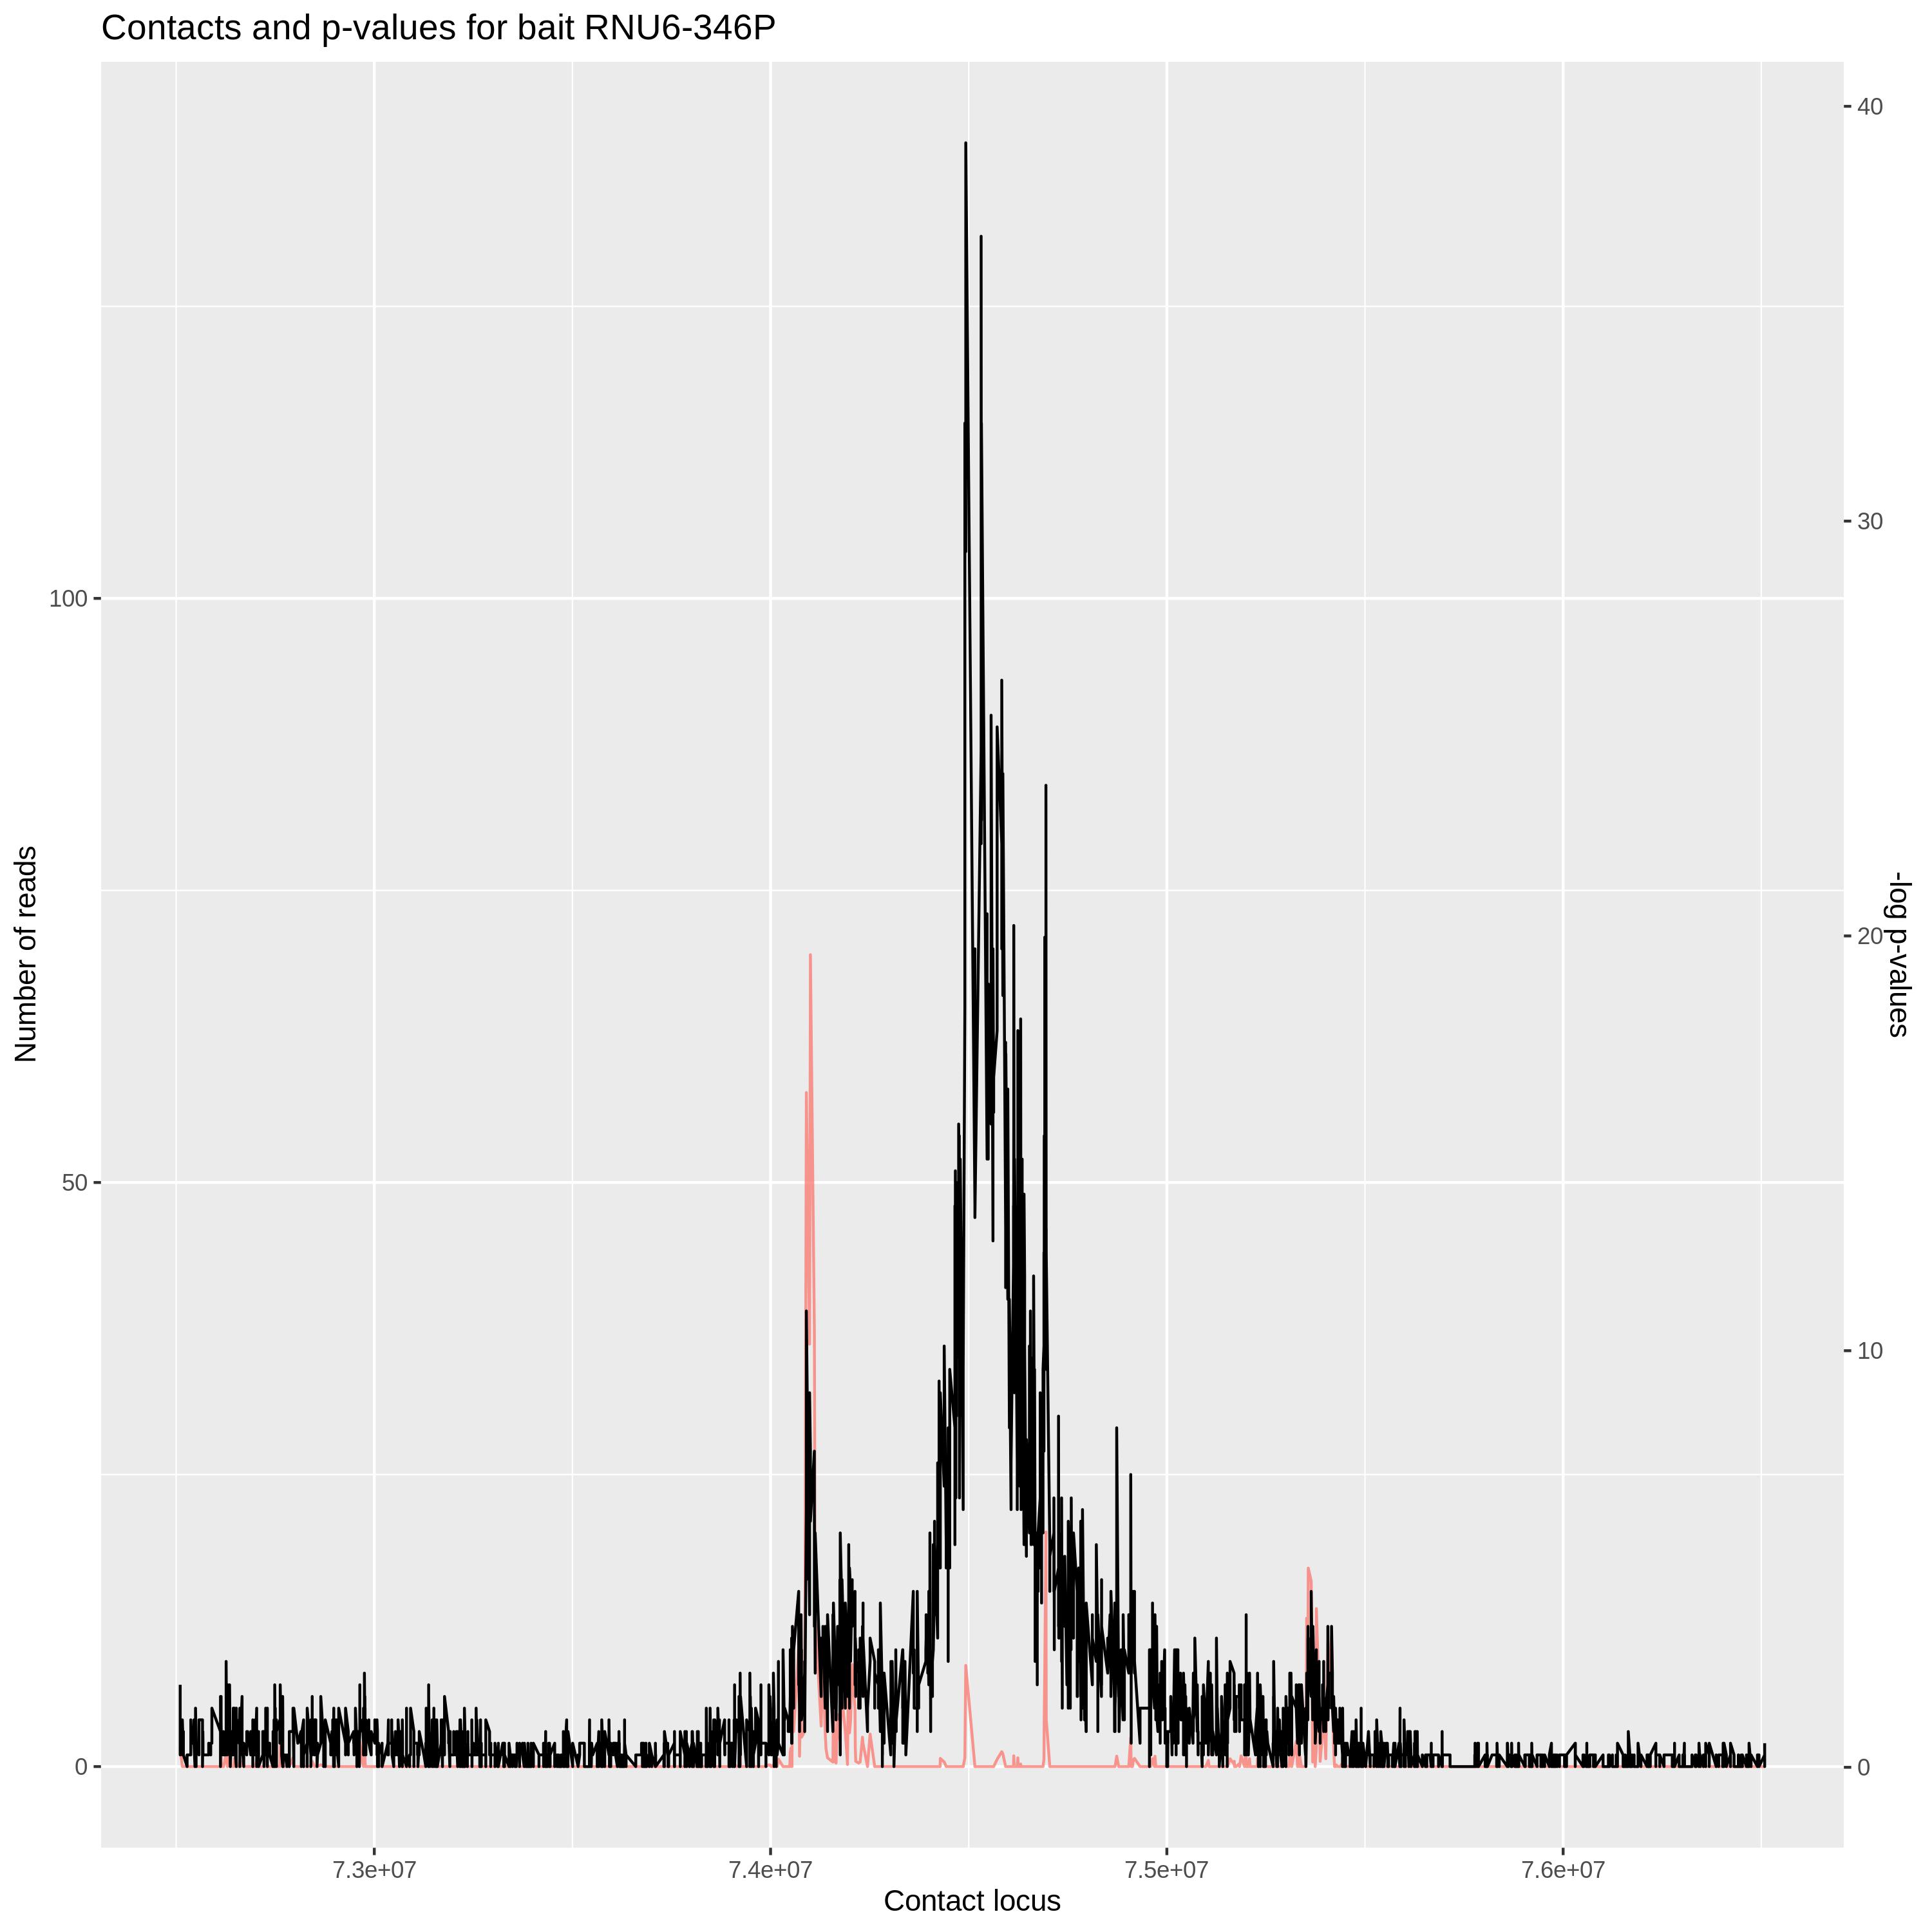 Contacts and p-values for bait RNU6-346P
40
30
100
20
Number of reads
-log p-values
50
10
0
0
7.3e+07
7.4e+07
7.5e+07
7.6e+07
Contact locus